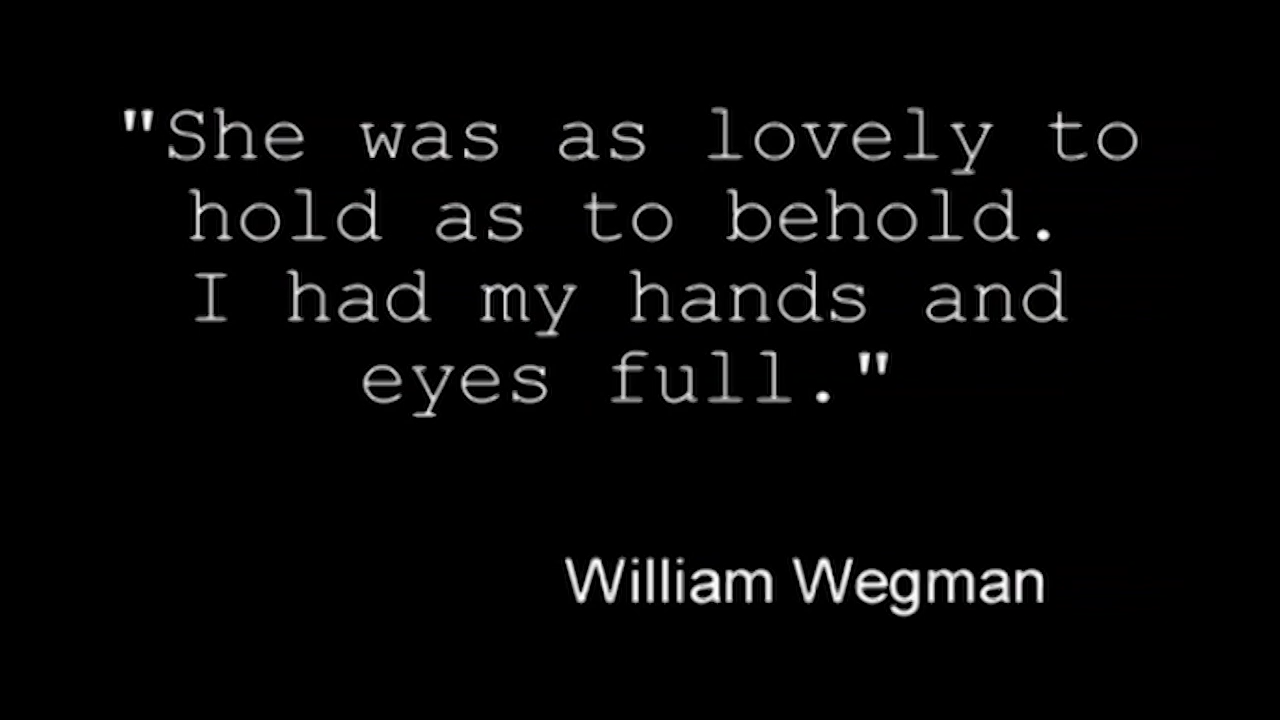 "She was as lovely to
hold as to behold.
I had my hands and
eyes full."
William Wegman